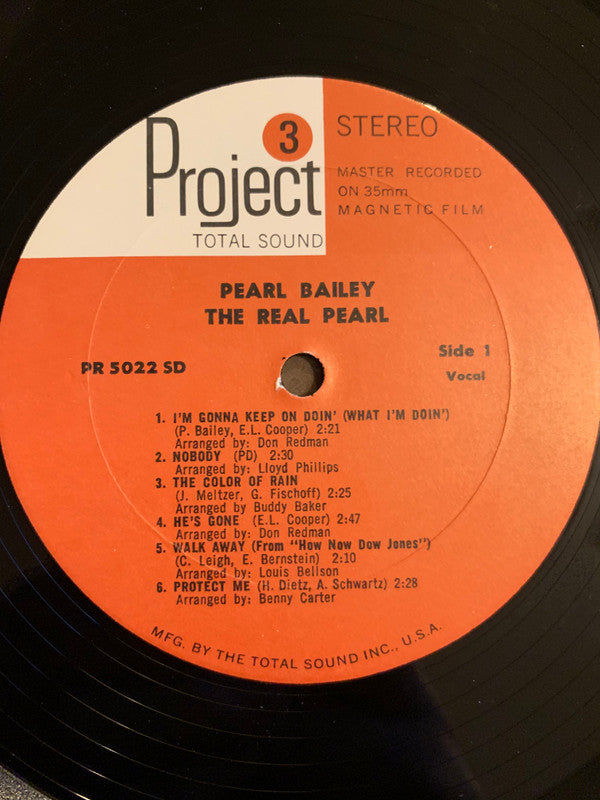 3
Project
TOTAL SOUND
STEREO
MASTER RECORDED
ON 35mm
MAGNETIC FILM
PEARL BAILEY
THE REAL PEARL
PR 5022 SD
Side 1
Vocal
1. I'M GONNA KEEP ON DOIN' (WHAT I'M DOIN')
(P. Bailey, E.L. Cooper) 2:21
Arranged by: Don Redman
2. NOBODY (PD) 2:30
Arranged by: Lloyd Phillips
3. THE COLOR OF RAIN
(J. Meltzer, G. Fischoff) 2:25
Arranged by Buddy Baker
4. HE'S GONE (E.L. Cooper) 2:47
Arranged by: Don Redman
5. WALK AWAY (From "How Now Dow Jones")
(C. Leigh, E. Bernstein) 2:10
Arranged by: Louis Bellson
6. PROTECT ME (H. Dietz, A. Schwartz) 2:28
Arranged by: Benny Carter
MFG. BY THE TOTAL SOUND INC., U.S.A.